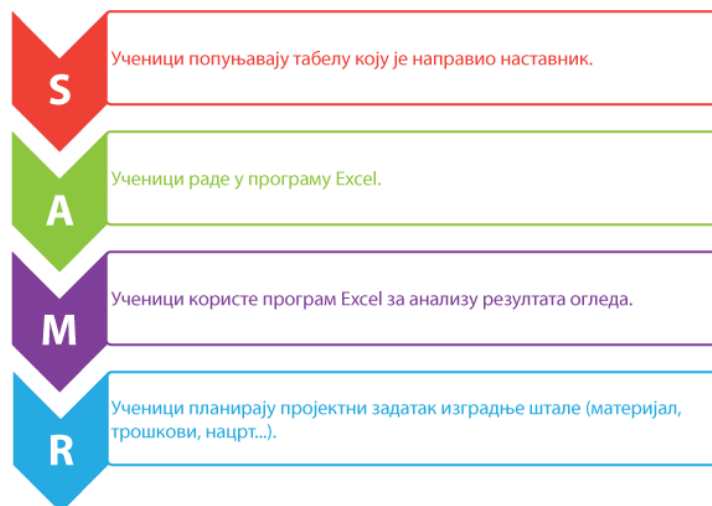 S
Ученици попуњавају табелу коју је направио наставник.
A
Ученици раде у програму Excel.
M
Ученици користе програм Excel за анализу резултата огледа.
R
Ученици планирају пројектни задатак изградње штале (материјал,
трошкови, нацрт...).